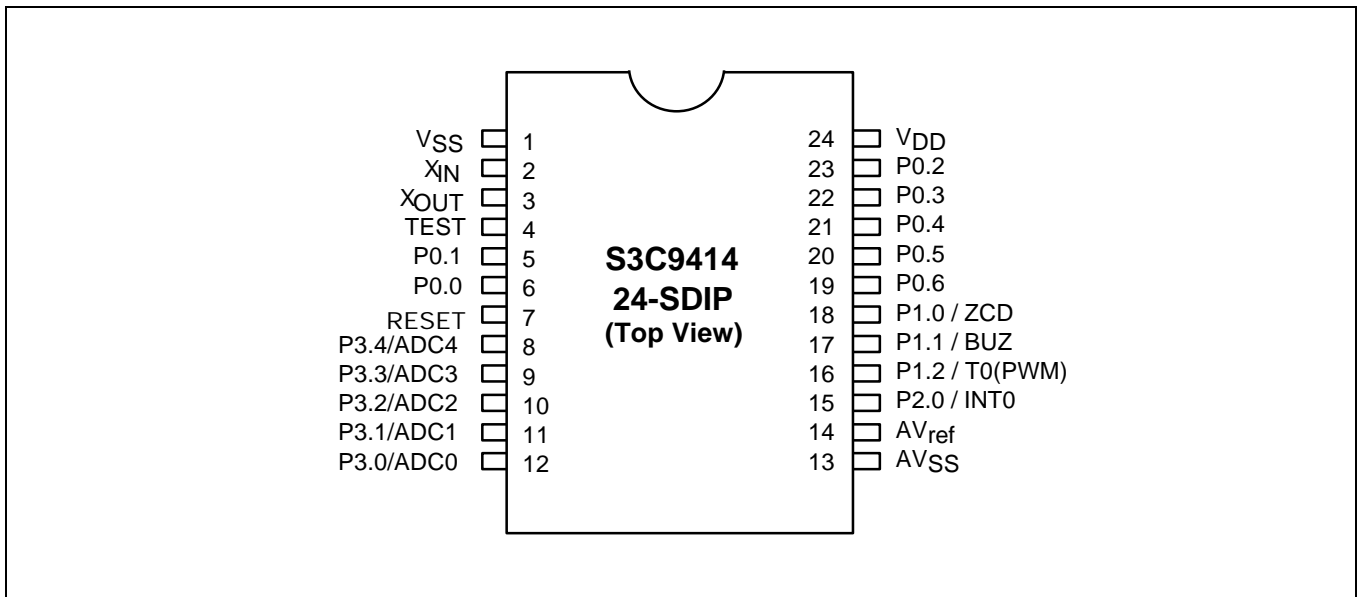 VSS 1
XIN 2
XOUT 3
TEST 4
P0.1 5
P0.0 6
RESET 7
P3.4/ADC4 8
P3.3/ADC3 9
P3.2/ADC2 10
P3.1/ADC1 11
P3.0/ADC0 12
S3C9414
24-SDIP
(Top View)
24 VDD
23 P0.2
22 P0.3
21 P0.4
20 P0.5
19 P0.6
18 P1.0 / ZCD
17 P1.1 / BUZ
16 P1.2 / T0(PWM)
15 P2.0 / INT0
14 AVref
13 AVSS